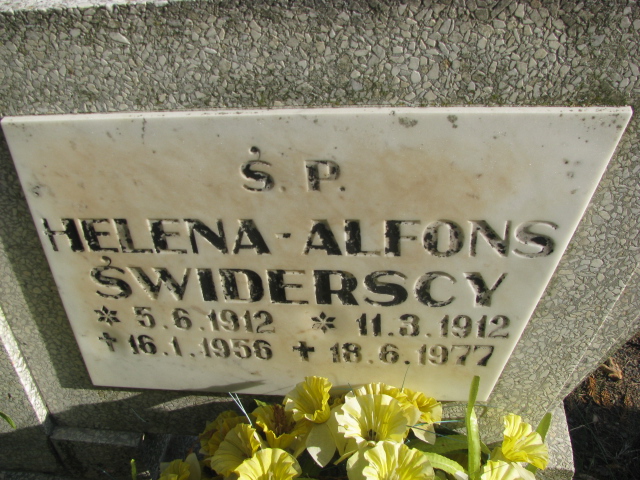 Ś. P.
HELENA - ALFONS
ŚWIDERSCY
* 5.6.1912 * 11.3.1912
+ 16.1.1956 + 18.6.1977